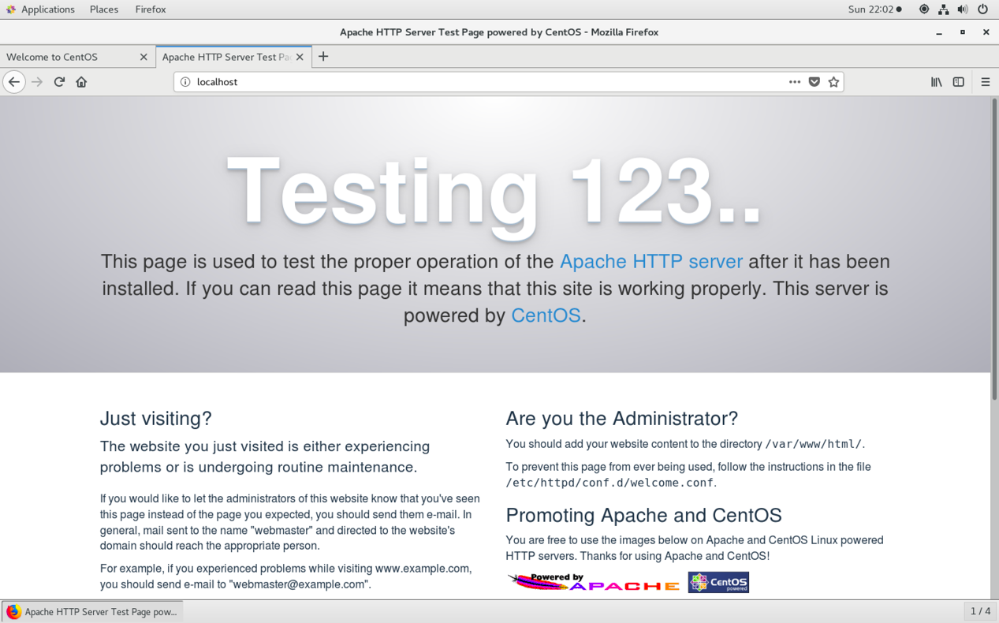 Applications Places Firefox Sun 22:02
Apache HTTP Server Test Page powered by CentOS - Mozilla Firefox
Welcome to CentOS Apache HTTP Server Test Pa
localhost
Testing 123..
This page is used to test the proper operation of the Apache HTTP server after it has been
installed. If you can read this page it means that this site is working properly. This server is
powered by CentOS.
Just visiting?
The website you just visited is either experiencing
problems or is undergoing routine maintenance.
If you would like to let the administrators of this website know that you've seen
this page instead of the page you expected, you should send them e-mail. In
general, mail sent to the name "webmaster" and directed to the website's
domain should reach the appropriate person.
For example, if you experienced problems while visiting www.example.com,
you should send e-mail to "webmaster@example.com".
Are you the Administrator?
You should add your website content to the directory /var/www/html/.
To prevent this page from ever being used, follow the instructions in the file
/etc/httpd/conf.d/welcome.conf.
Promoting Apache and CentOS
You are free to use the images below on Apache and CentOS Linux powered
HTTP servers. Thanks for using Apache and CentOS!
Powered by
APACHE
CentOS
powered
Apache HTTP Server Test Page pow... 1 / 4